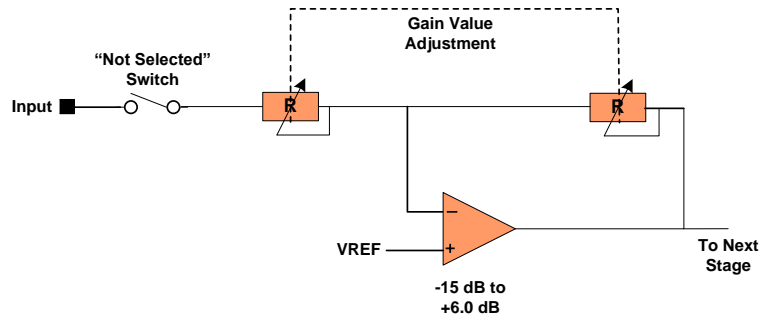 Gain Value
Adjustment
“Not Selected”
Switch
Input
R
R
−
+
VREF
To Next
Stage
-15 dB to
+6.0 dB